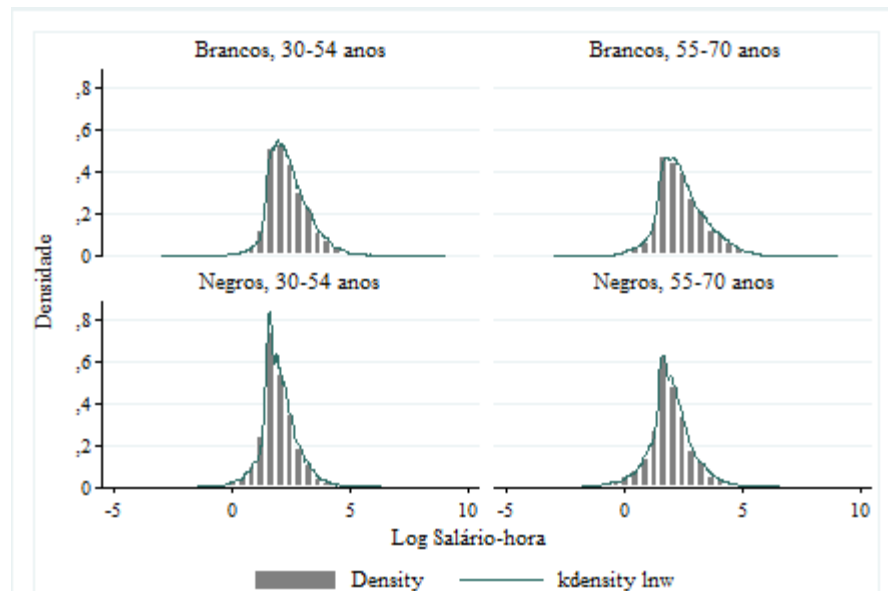 Brancos, 30-54 anos
Brancos, 55-70 anos
,8
,6
,4
,2
0
Densidade
Negros, 30-54 anos
Negros, 55-70 anos
,8
,6
,4
,2
0
-5 0 5 10
-5 0 5 10
Log Salário-hora
Density kdensity lnw